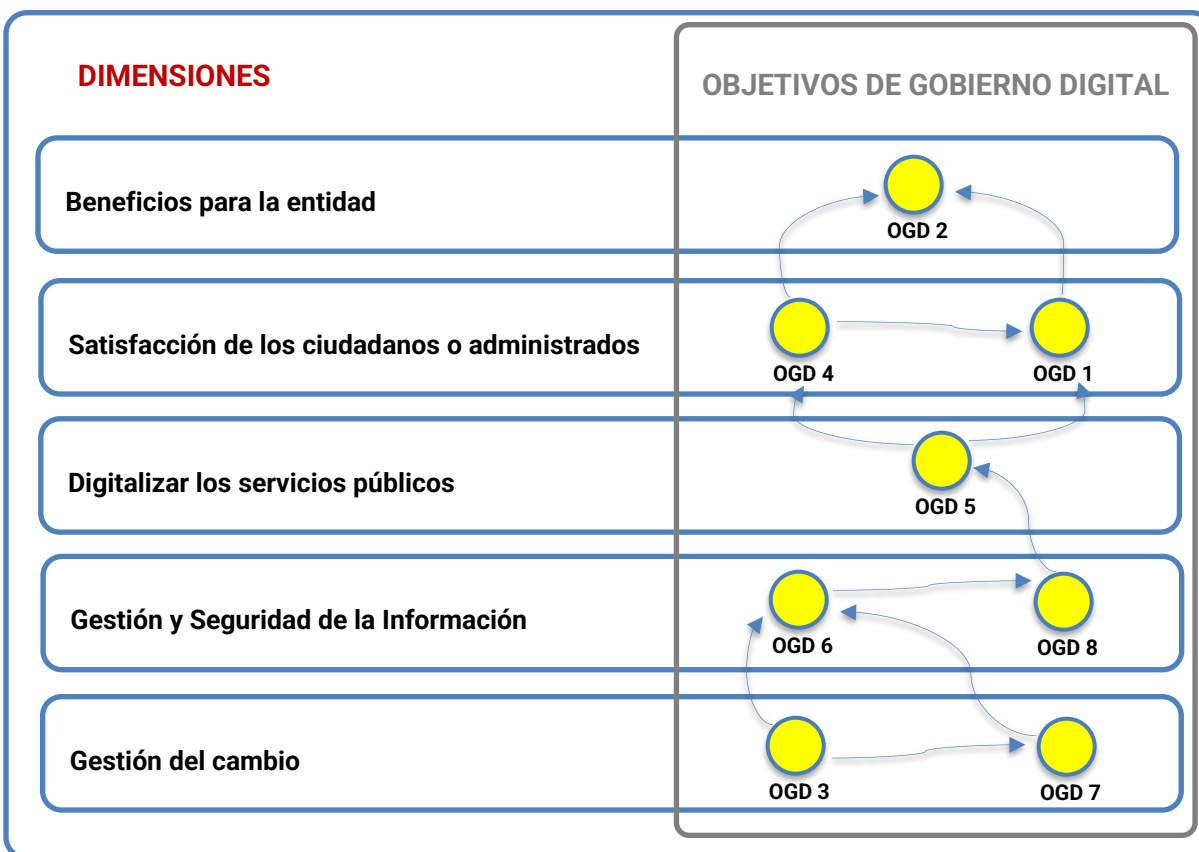 DIMENSIONES
OBJETIVOS DE GOBIERNO DIGITAL
Beneficios para la entidad
OGD 2
Satisfacción de los ciudadanos o administrados
OGD 4
OGD 1
Digitalizar los servicios públicos
OGD 5
Gestión y Seguridad de la Información
OGD 6
OGD 8
Gestión del cambio
OGD 3
OGD 7